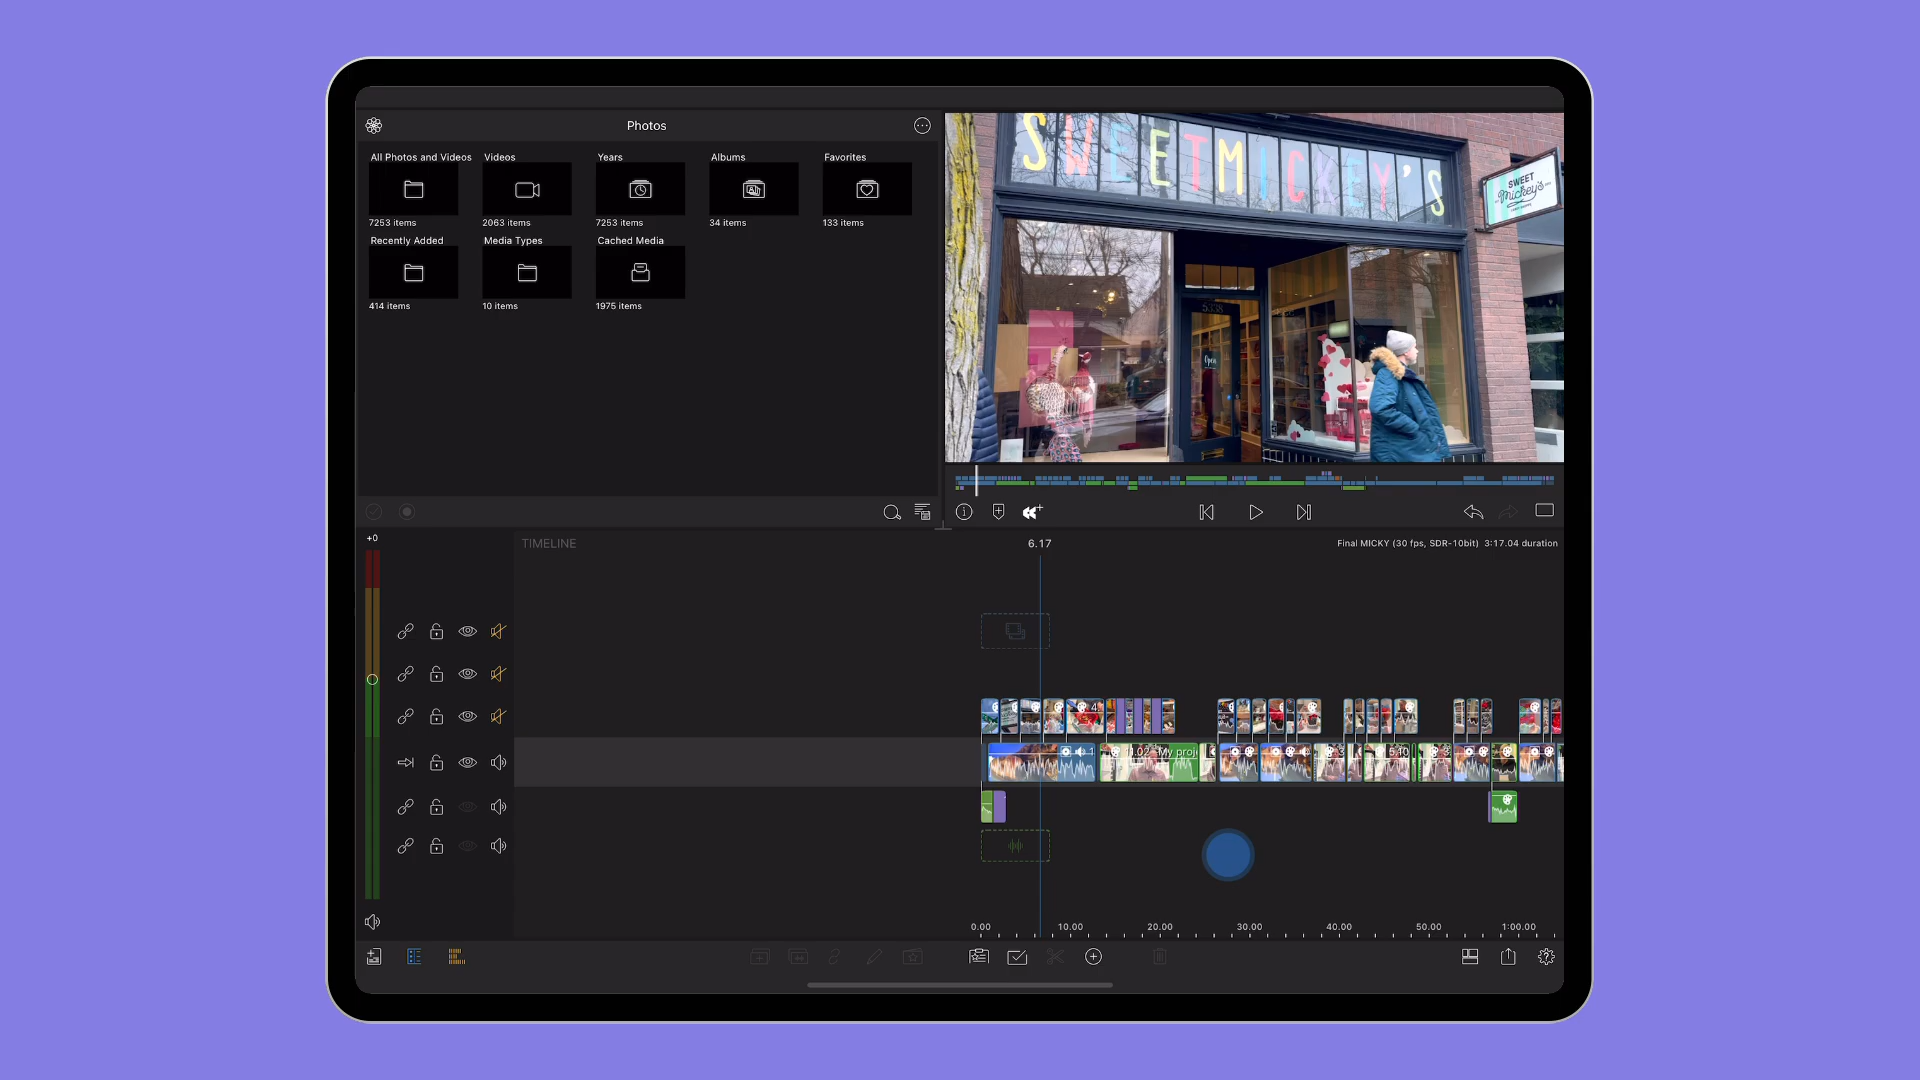 Photos
All Photos and Videos
Videos
Years
Albums
Favorites
7253 items
2063 items
7253 items
34 items
133 items
Recently Added
Media Types
Cached Media
414 items
10 items
1975 items
SWEETMICKEY'S
SWEET
Mickey's
5338
Open
+0
TIMELINE
6.17
Final MICKY (30 fps, SDR-10bit) 3:17.04 duration
0.00
10.00
20.00
30.00
40.00
50.00
1:00.00